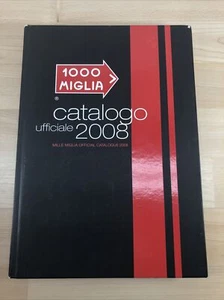 1000
MIGLIA
®
catalogo
ufficiale 2008
MILLE MIGLIA OFFICIAL CATALOGUE 2008